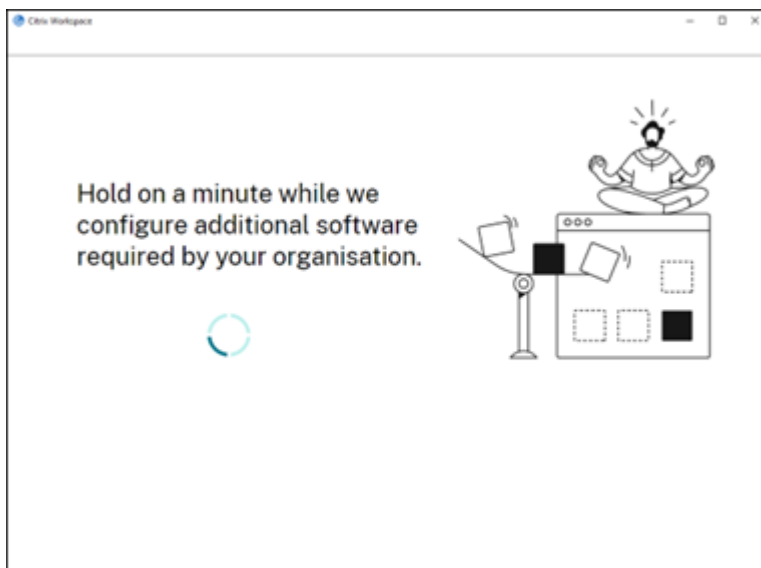 Citrix Workspace
Hold on a minute while we
configure additional software
required by your organisation.